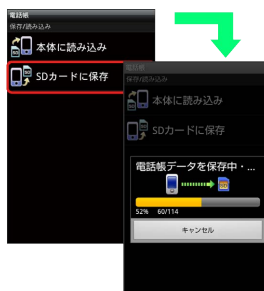 電話帳
保存/読み込み
本体に読み込み
SDカードに保存
電話帳
保存/読み込み
本体に読み込み
SDカードに保存
電話帳データを保存中・...
52% 60/114
キャンセル